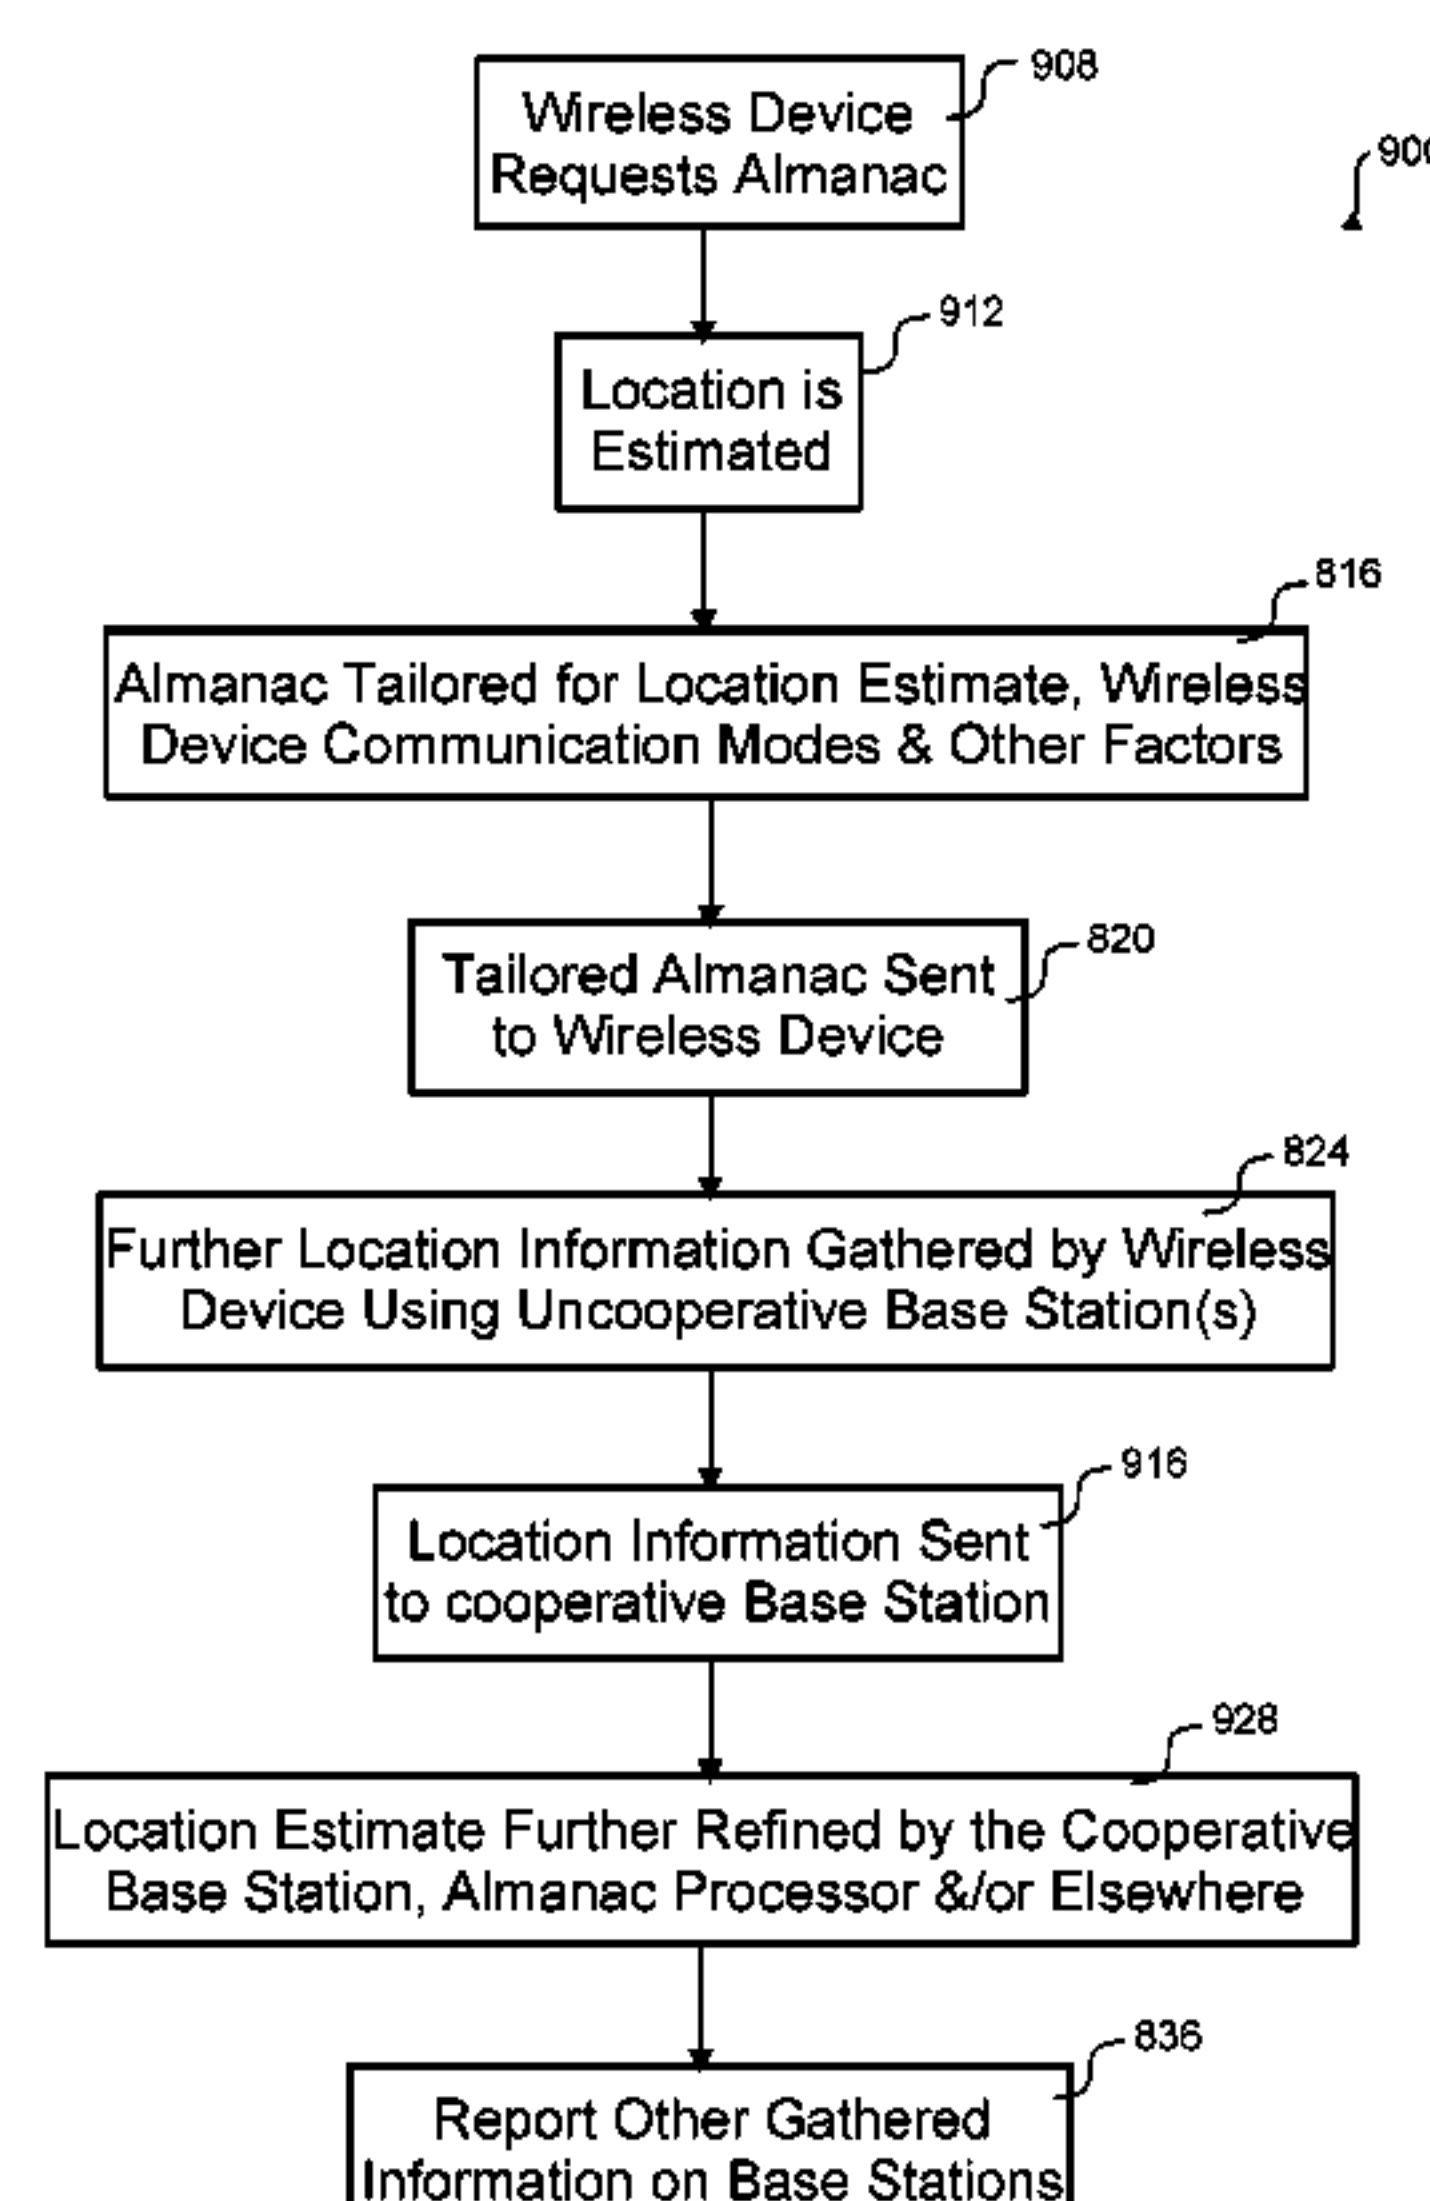 908
Wireless Device
Requests Almanac
900
912
Location is
Estimated
816
Almanac Tailored for Location Estimate, Wireless
Device Communication Modes & Other Factors
820
Tailored Almanac Sent
to Wireless Device
824
Further Location Information Gathered by Wireless
Device Using Uncooperative Base Station(s)
916
Location Information Sent
to cooperative Base Station
928
Location Estimate Further Refined by the Cooperative
Base Station, Almanac Processor &/or Elsewhere
836
Report Other Gathered
Information on Base Stations